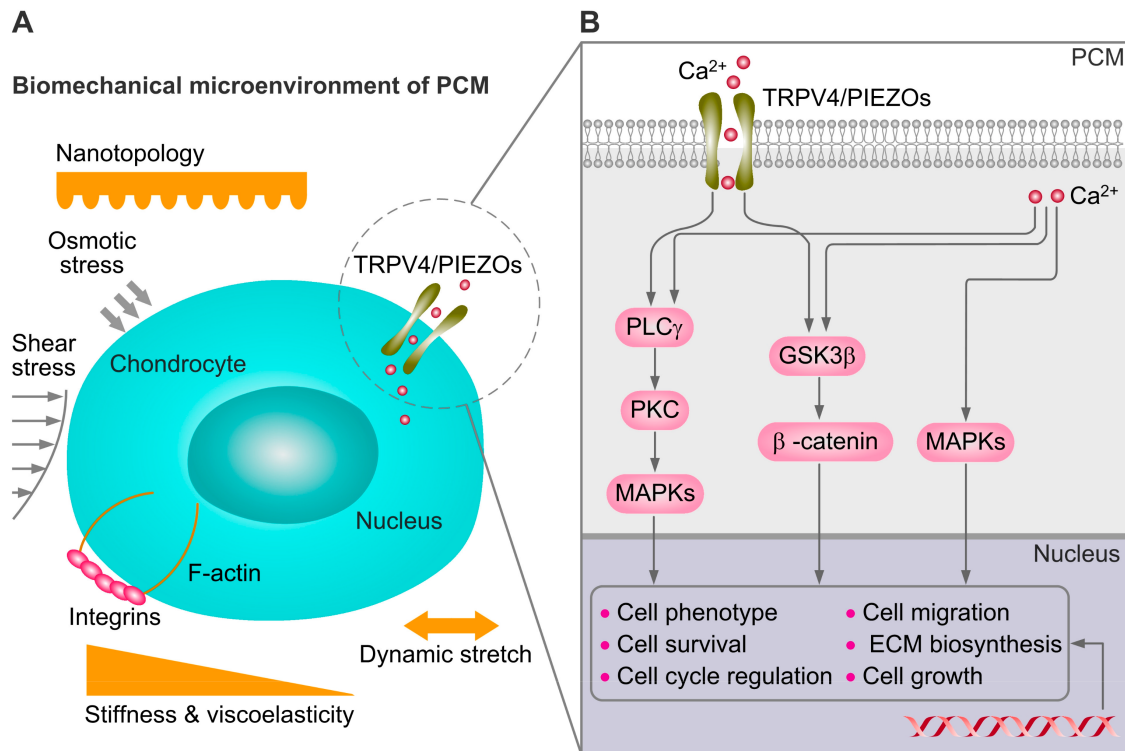 A
Biomechanical microenvironment of PCM
Nanotopology
Osmotic
stress
TRPV4/PIEZOs
Shear
stress
Chondrocyte
Nucleus
F-actin
Integrins
Dynamic stretch
Stiffness & viscoelasticity
B
PCM
Ca²⁺
TRPV4/PIEZOs
Ca²⁺
PLCγ
GSK3β
PKC
β -catenin
MAPKs
MAPKs
Nucleus
• Cell phenotype
• Cell survival
• Cell cycle regulation
• Cell migration
• ECM biosynthesis
• Cell growth